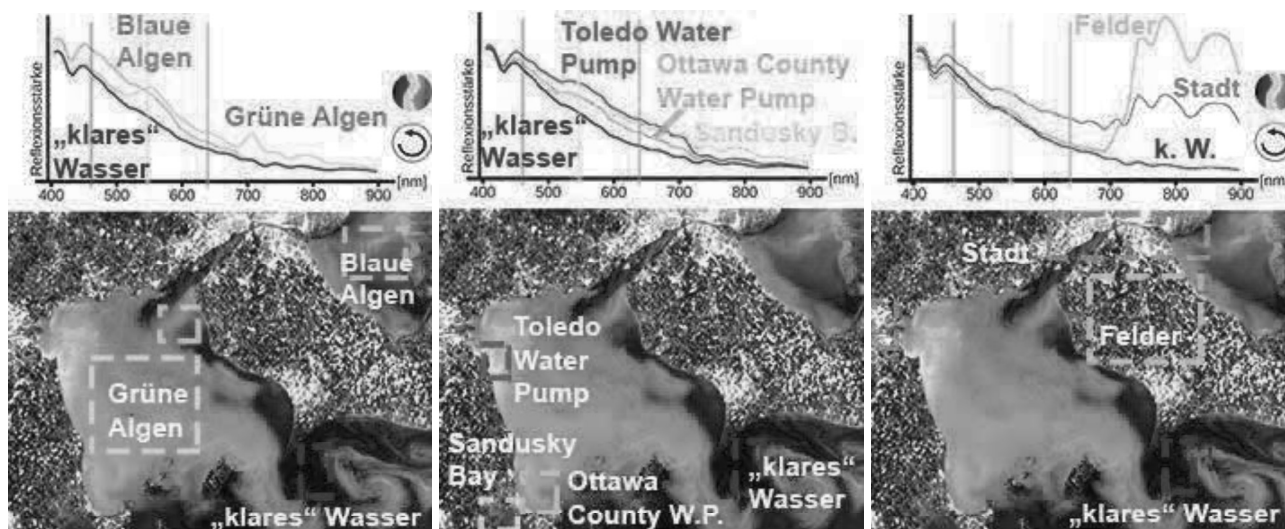 Reflexionsstärke
Blaue
Algen
Grüne Algen
„klares“
Wasser
400 500 600 700 800 900 [nm]
Blaue
Algen
Grüne
Algen
„klares“ Wasser
Reflexionsstärke
Toledo Water
Pump
Ottawa County
Water Pump
Sandusky B.
„klares“
Wasser
400 500 600 700 800 900 [nm]
Toledo
Water
Pump
Sandusky
Bay
Ottawa
County W.P.
„klares“
Wasser
Reflexionsstärke
Felder
Stadt
k. W.
400 500 600 700 800 900 [nm]
Stadt
Felder
„klares“ Wasser